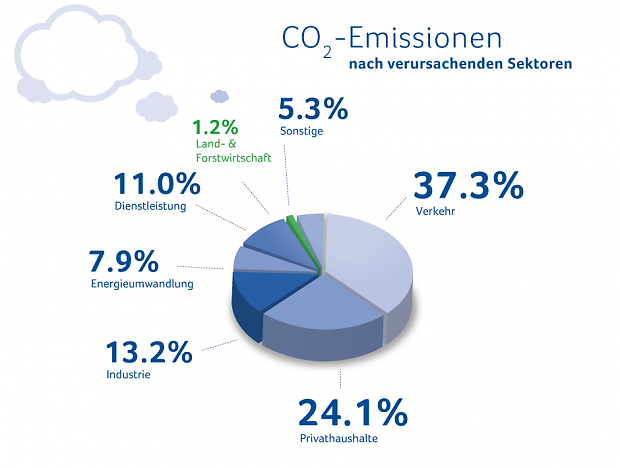 CO2-Emissionen
nach verursachenden Sektoren
5.3%
Sonstige
1.2%
Land- &
Forstwirtschaft
11.0%
Dienstleistung
37.3%
Verkehr
7.9%
Energieumwandlung
13.2%
Industrie
24.1%
Privathaushalte